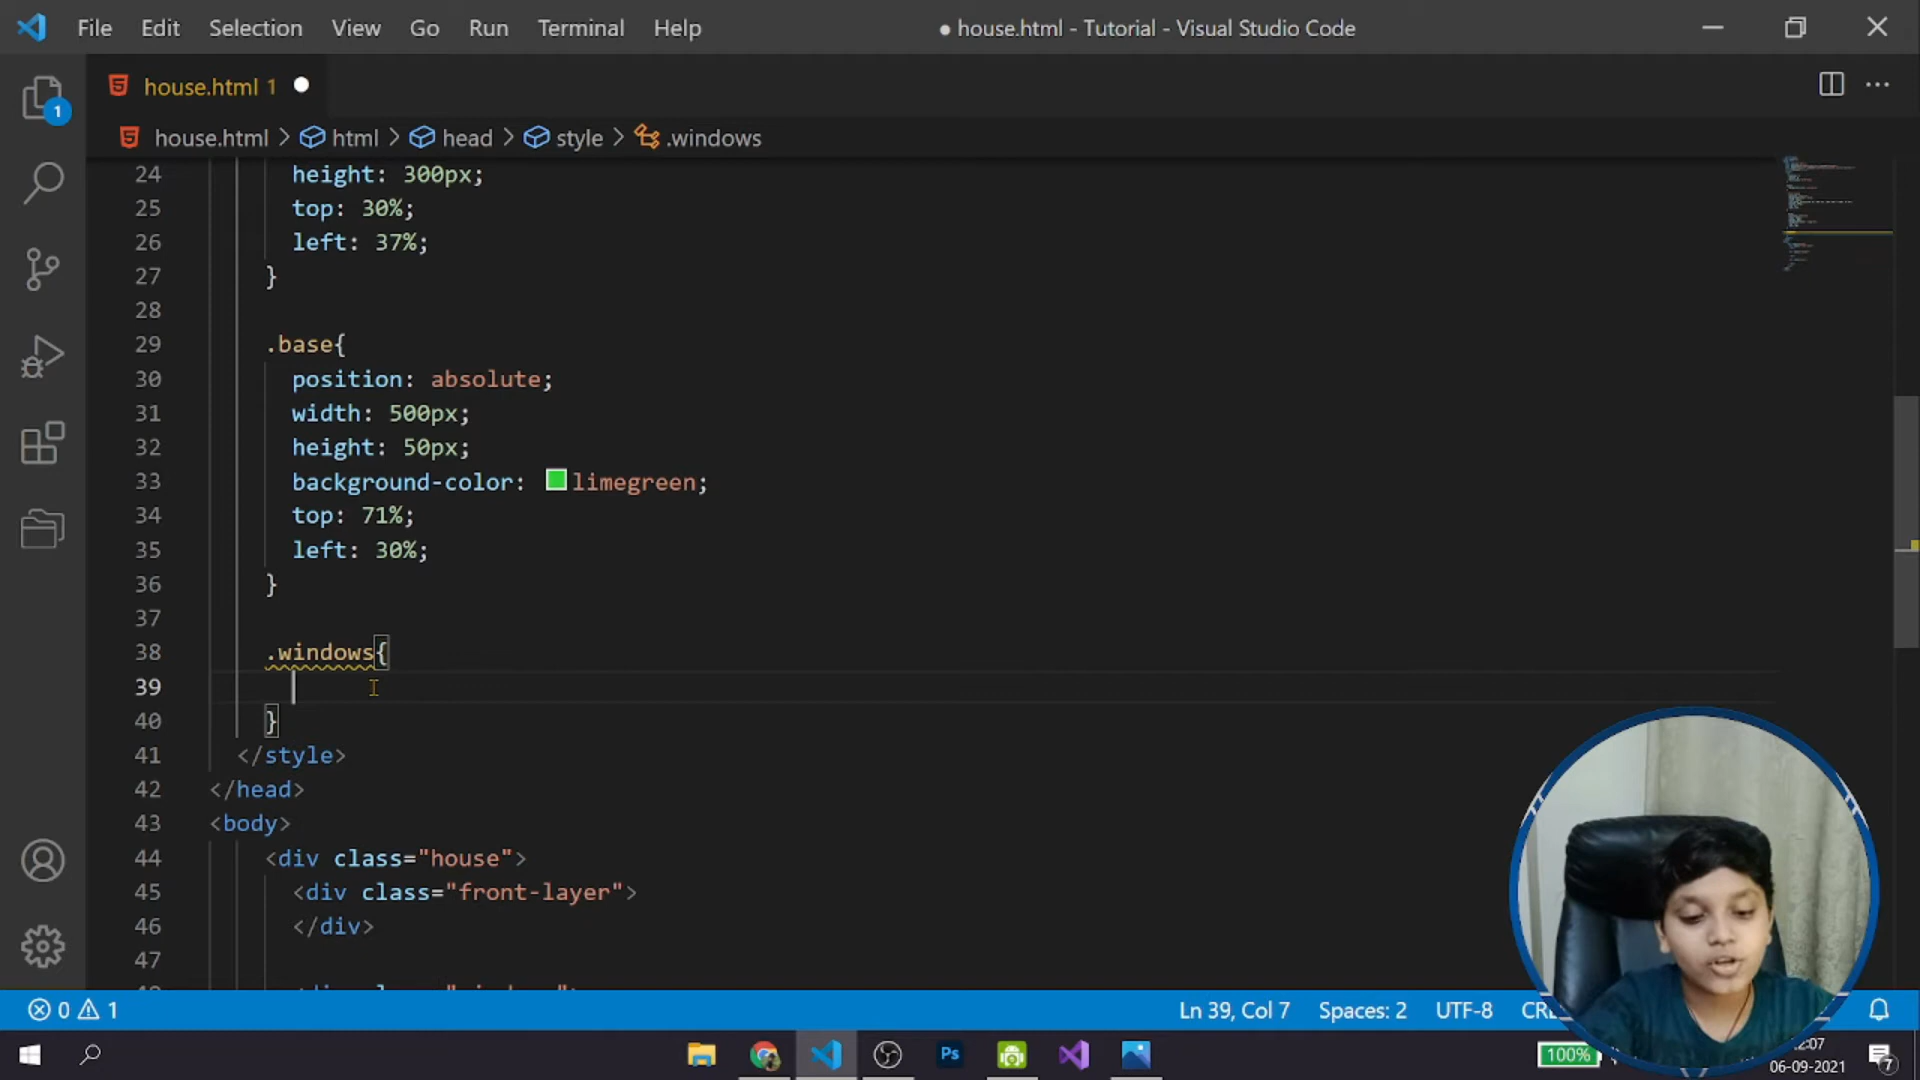 File Edit Selection View Go Run Terminal Help
● house.html - Tutorial - Visual Studio Code
house.html 1
house.html > html > head > style > .windows
1
24 height: 300px;
25 top: 30%;
26 left: 37%;
27 }
28
29 .base{
30 position: absolute;
31 width: 500px;
32 height: 50px;
33 background-color: limegreen;
34 top: 71%;
35 left: 30%;
36 }
37
38 .windows{
39
40 }
41 </style>
42 </head>
43 <body>
44 <div class="house">
45 <div class="front-layer">
46 </div>
47
0 1 Ln 39, Col 7 Spaces: 2 UTF-8
Ps
100%
06-09-2021
7